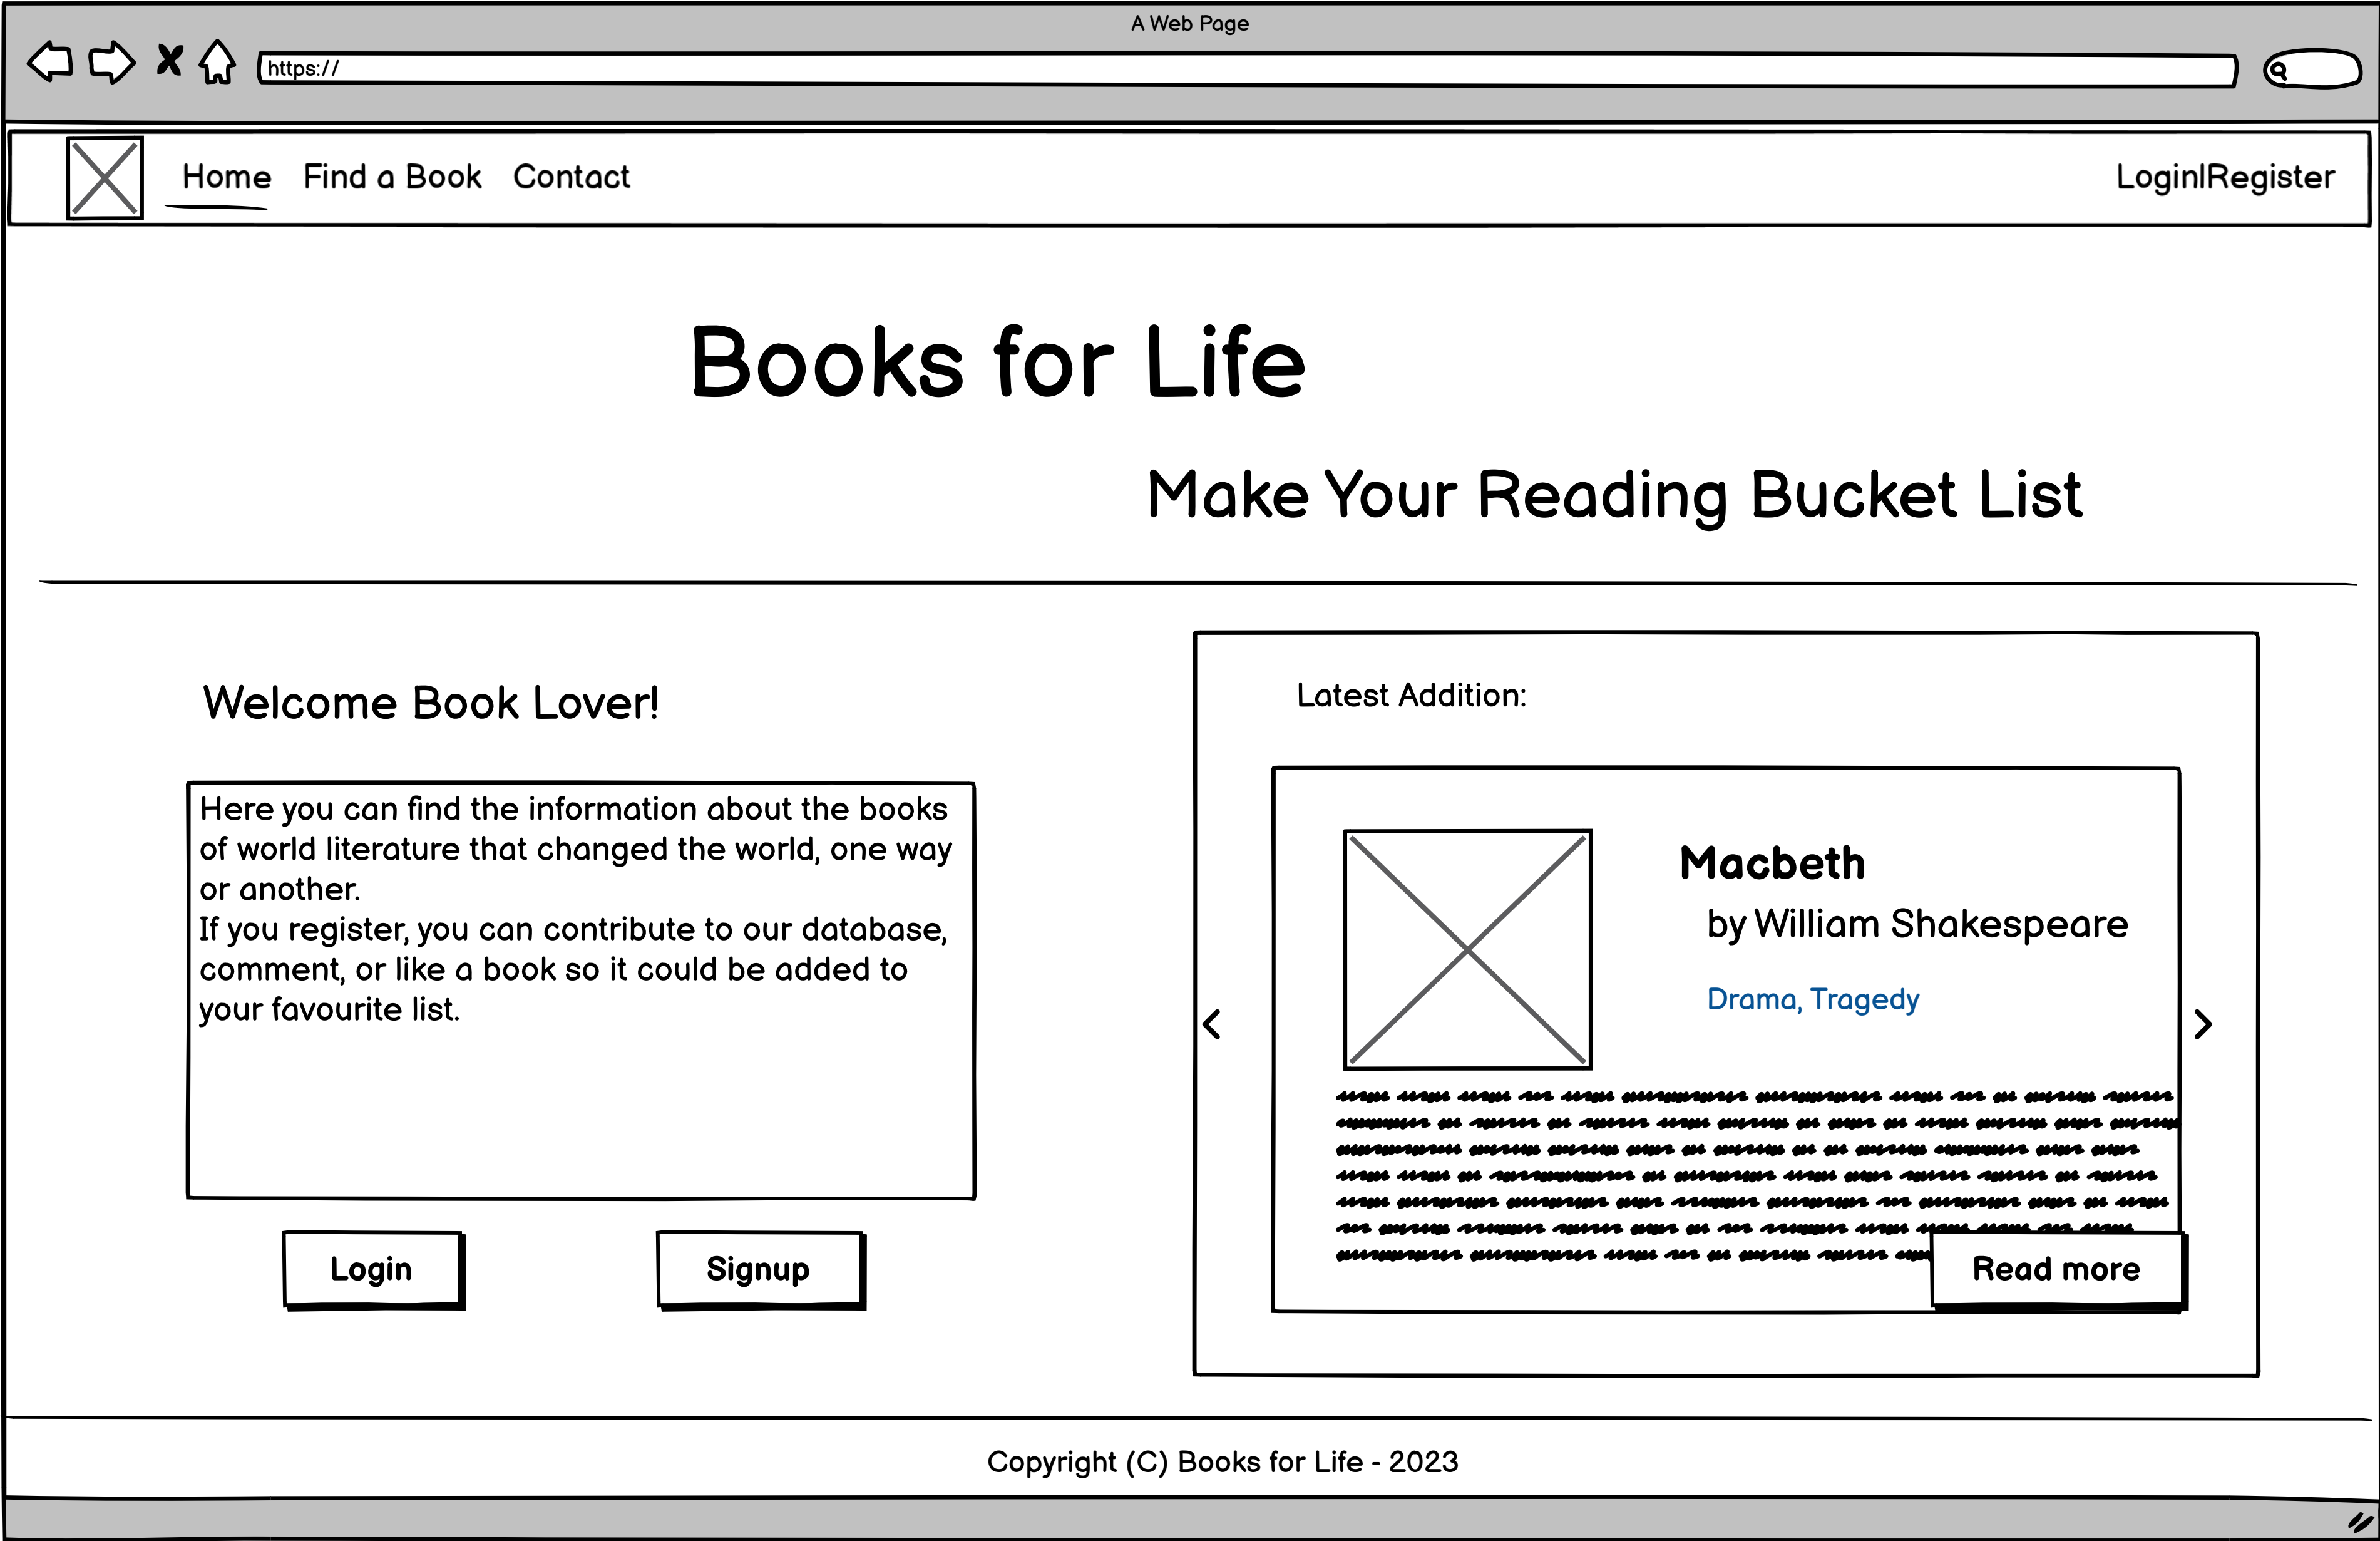 A Web Page
https://
Home Find a Book Contact Login|Register
Books for Life
Make Your Reading Bucket List
Welcome Book Lover!
Here you can find the information about the books
of world literature that changed the world, one way
or another.
If you register, you can contribute to our database,
comment, or like a book so it could be added to
your favourite list.
Login Signup
Latest Addition:
Macbeth
by William Shakespeare
Drama, Tragedy
Read more
Copyright (C) Books for Life - 2023